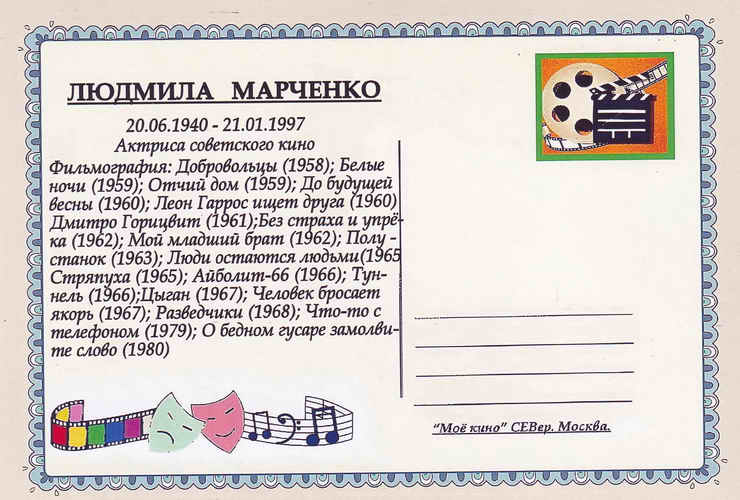 ЛЮДМИЛА МАРЧЕНКО
20.06.1940 - 21.01.1997
Актриса советского кино
Фильмография: Добровольцы (1958); Белые
ночи (1959); Отчий дом (1959); До будущей
весны (1960); Леон Гаррос ищет друга (1960)
Дмитро Горицвит (1961);Без страха и упрё-
ка (1962); Мой младший брат (1962); Полу -
станок (1963); Люди остаются людьми(1965
Стряпуха (1965); Айболит-66 (1966); Тун-
нель (1966);Цыган (1967); Человек бросает
якорь (1967); Разведчики (1968); Что-то с
телефоном (1979); О бедном гусаре замолви-
те слово (1980)
"Моё кино" СЕВер. Москва.